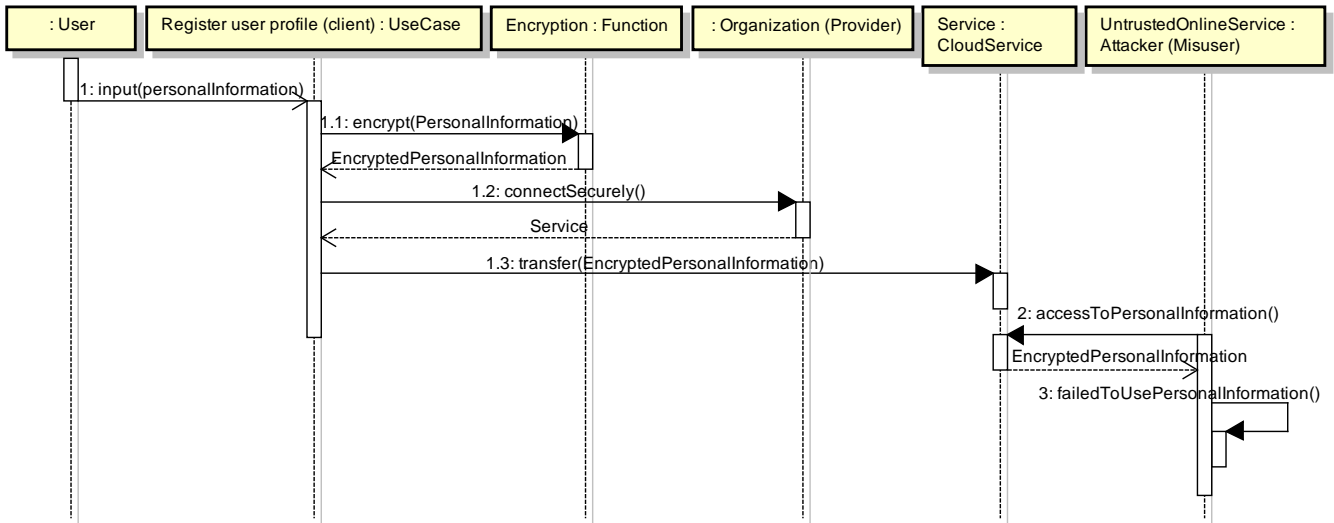 : User
Register user profile (client) : UseCase
Encryption : Function
: Organization (Provider)
Service :
CloudService
UntrustedOnlineService :
Attacker (Misuser)
1: input(personalInformation)
1.1: encrypt(PersonalInformation)
EncryptedPersonalInformation
1.2: connectSecurely()
Service
1.3: transfer(EncryptedPersonalInformation)
2: accessToPersonalInformation()
EncryptedPersonalInformation
3: failedToUsePersonalInformation()